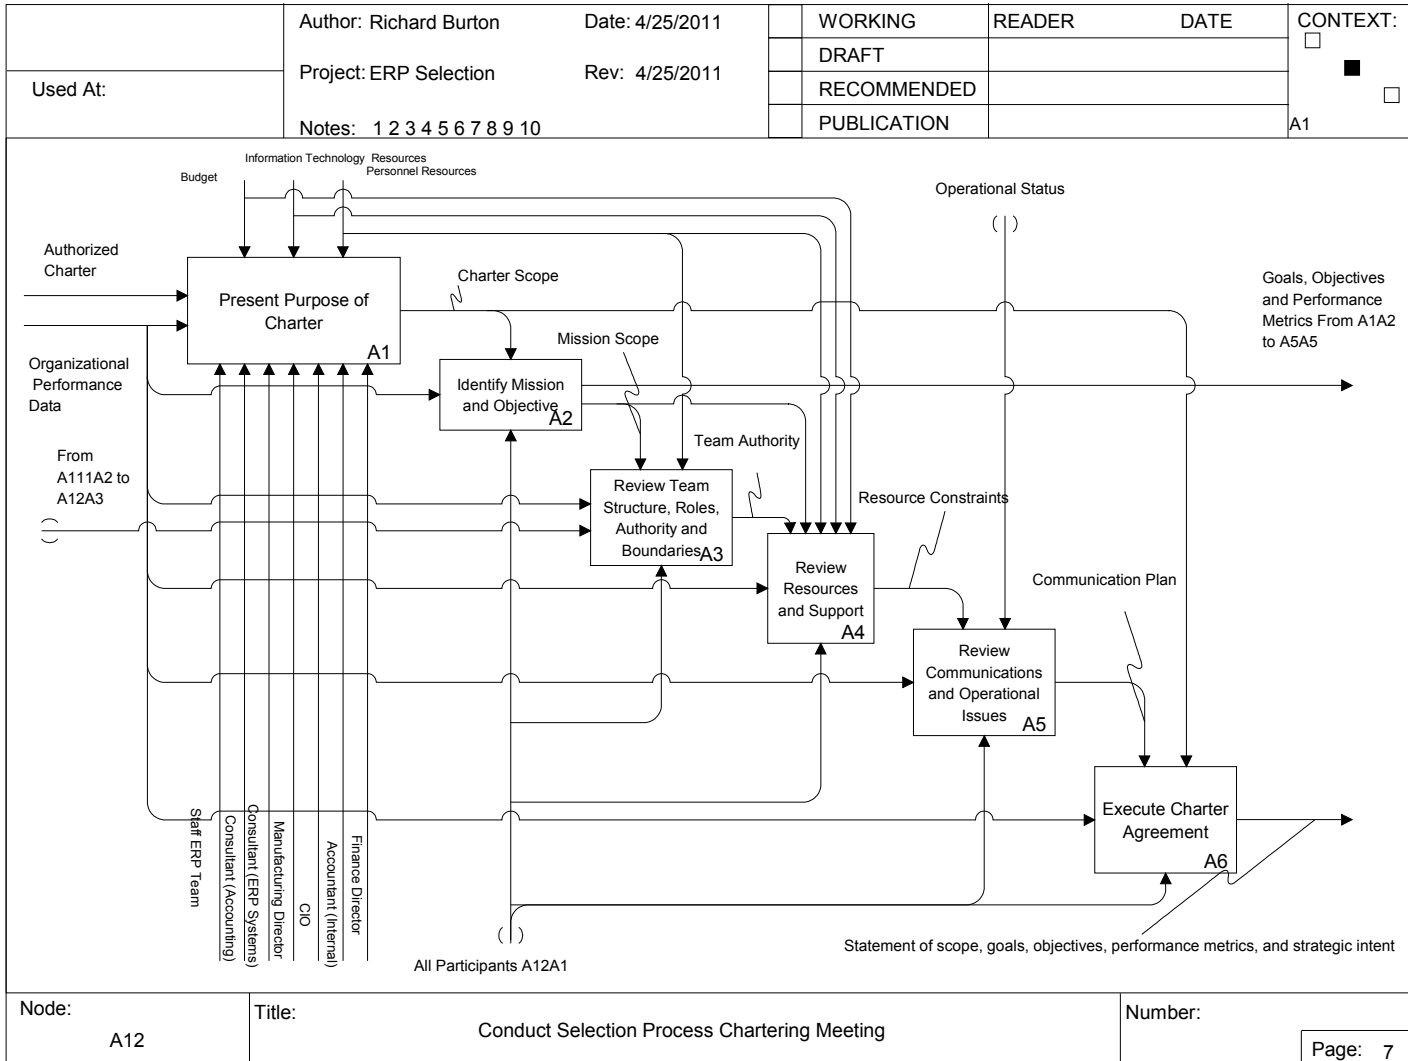 Used At:
Author: Richard Burton
Date: 4/25/2011
Project: ERP Selection
Rev: 4/25/2011
Notes: 1 2 3 4 5 6 7 8 9 10
WORKING
DRAFT
RECOMMENDED
PUBLICATION
READER
DATE
CONTEXT:
A1
Budget
Information Technology Resources
Personnel Resources
Operational Status
Authorized
Charter
Present Purpose of
Charter
A1
Charter Scope
Goals, Objectives
and Performance
Metrics From A1A2
to A5A5
Organizational
Performance
Data
Mission Scope
Identify Mission
and Objective
A2
From
A111A2 to
A12A3
Team Authority
Review Team
Structure, Roles,
Authority and
Boundaries
A3
Resource Constraints
Review
Resources
and Support
A4
Communication Plan
Review
Communications
and Operational
Issues
A5
Execute Charter
Agreement
A6
Staff ERP Team
Consultant (Accounting)
Consultant (ERP Systems)
Manufacturing Director
CIO
Accountant (Internal)
Finance Director
All Participants A12A1
Statement of scope, goals, objectives, performance metrics, and strategic intent
Node:
A12
Title:
Conduct Selection Process Chartering Meeting
Number:
Page: 7